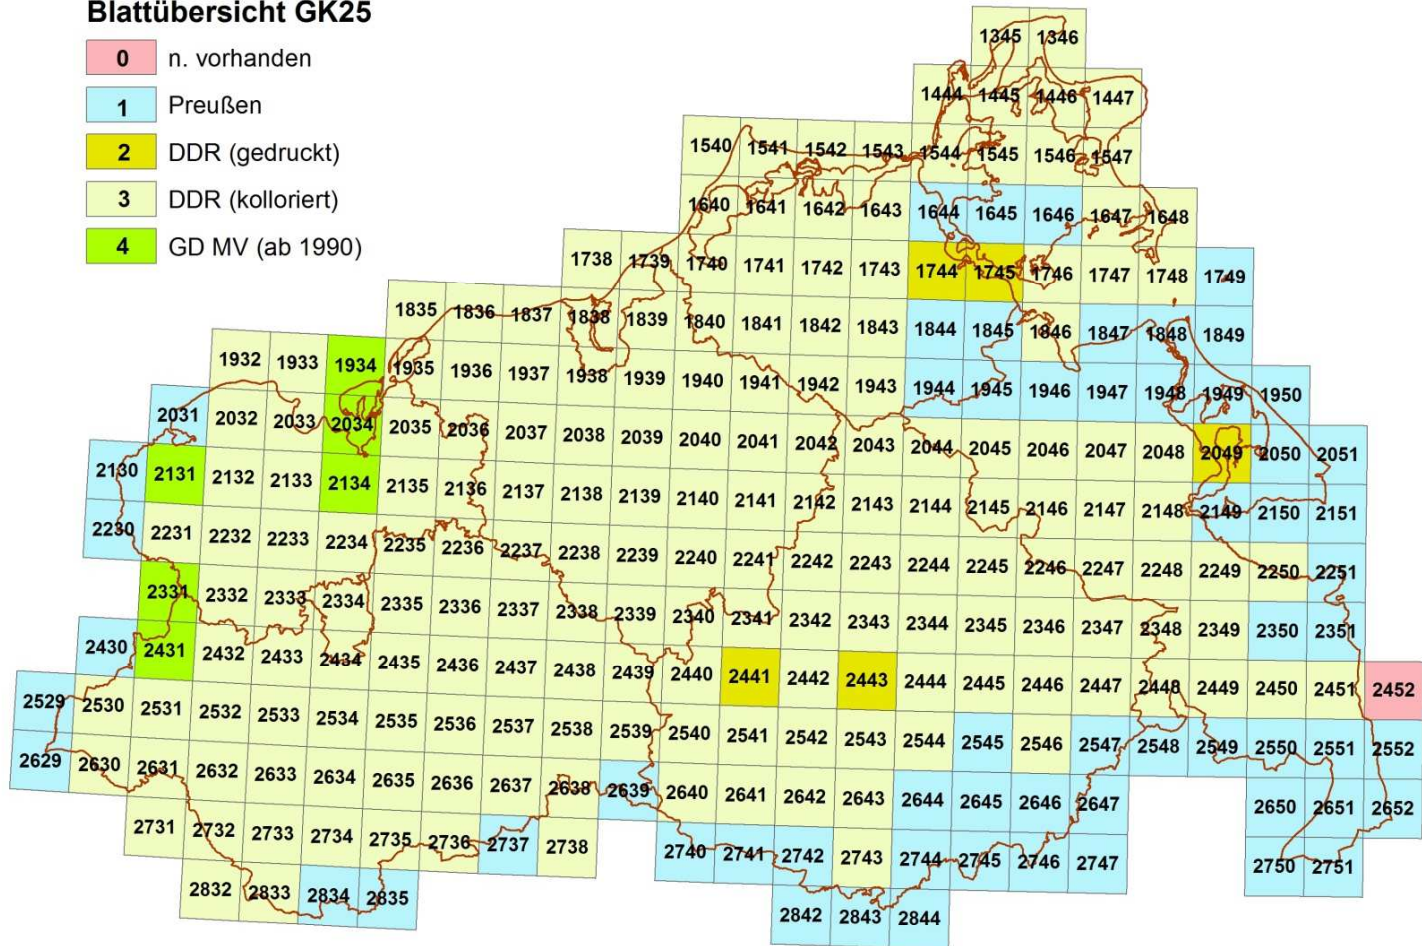 Blattübersicht GK25
0 n. vorhanden
1 Preußen
2 DDR (gedruckt)
3 DDR (kolloriert)
4 GD MV (ab 1990)
1345 1346
1444 1445 1446 1447
1540 1541 1542 1543 1544 1545 1546 1547
1640 1641 1642 1643 1644 1645 1646 1647 1648
1738 1739 1740 1741 1742 1743 1744 1745 1746 1747 1748 1749
1835 1836 1837 1838 1839 1840 1841 1842 1843 1844 1845 1846 1847 1848 1849
1932 1933 1934 1935 1936 1937 1938 1939 1940 1941 1942 1943 1944 1945 1946 1947 1948 1949 1950
2031 2032 2033 2034 2035 2036 2037 2038 2039 2040 2041 2042 2043 2044 2045 2046 2047 2048 2049 2050 2051
2130 2131 2132 2133 2134 2135 2136 2137 2138 2139 2140 2141 2142 2143 2144 2145 2146 2147 2148 2149 2150 2151
2230 2231 2232 2233 2234 2235 2236 2237 2238 2239 2240 2241 2242 2243 2244 2245 2246 2247 2248 2249 2250 2251
2331 2332 2333 2334 2335 2336 2337 2338 2339 2340 2341 2342 2343 2344 2345 2346 2347 2348 2349 2350 2351
2430 2431 2432 2433 2434 2435 2436 2437 2438 2439 2440 2441 2442 2443 2444 2445 2446 2447 2448 2449 2450 2451 2452
2529 2530 2531 2532 2533 2534 2535 2536 2537 2538 2539 2540 2541 2542 2543 2544 2545 2546 2547 2548 2549 2550 2551 2552
2629 2630 2631 2632 2633 2634 2635 2636 2637 2638 2639 2640 2641 2642 2643 2644 2645 2646 2647 2650 2651 2652
2731 2732 2733 2734 2735 2736 2737 2738 2740 2741 2742 2743 2744 2745 2746 2747 2750 2751
2832 2833 2834 2835 2842 2843 2844